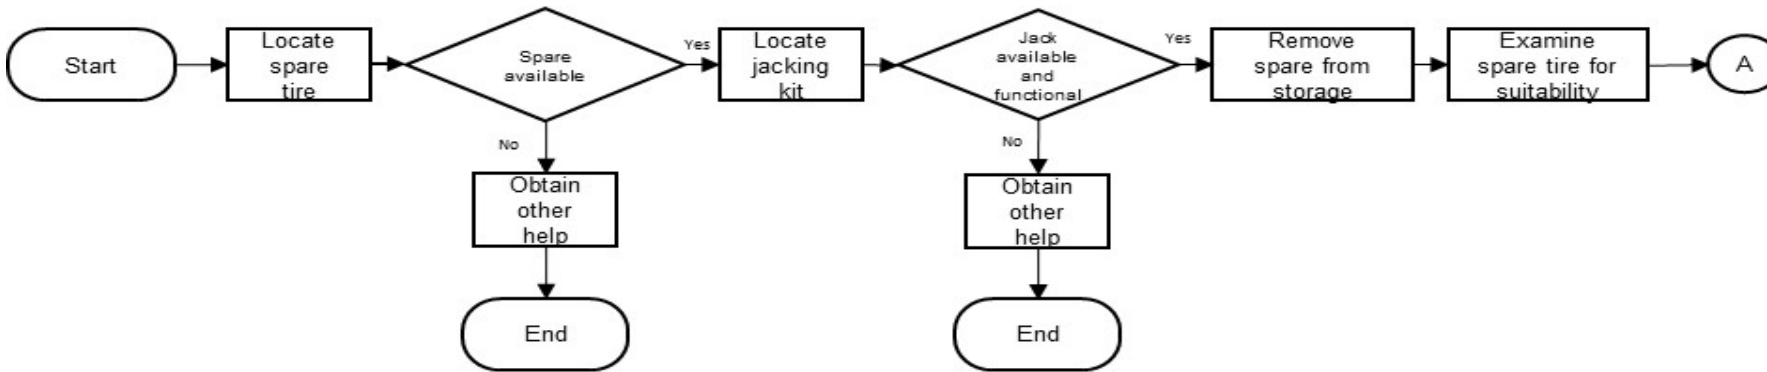 Start
Locate
spare
tire
Spare
available
Yes
No
Obtain
other
help
End
Locate
jacking
kit
Jack
available
and
functional
Yes
No
Obtain
other
help
End
Remove
spare from
storage
Examine
spare tire for
suitability
A